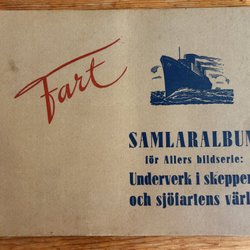 Fart
SAMLARALBUM
för Allers bildserie:
Underverk i skeppen
och sjöfartens värl